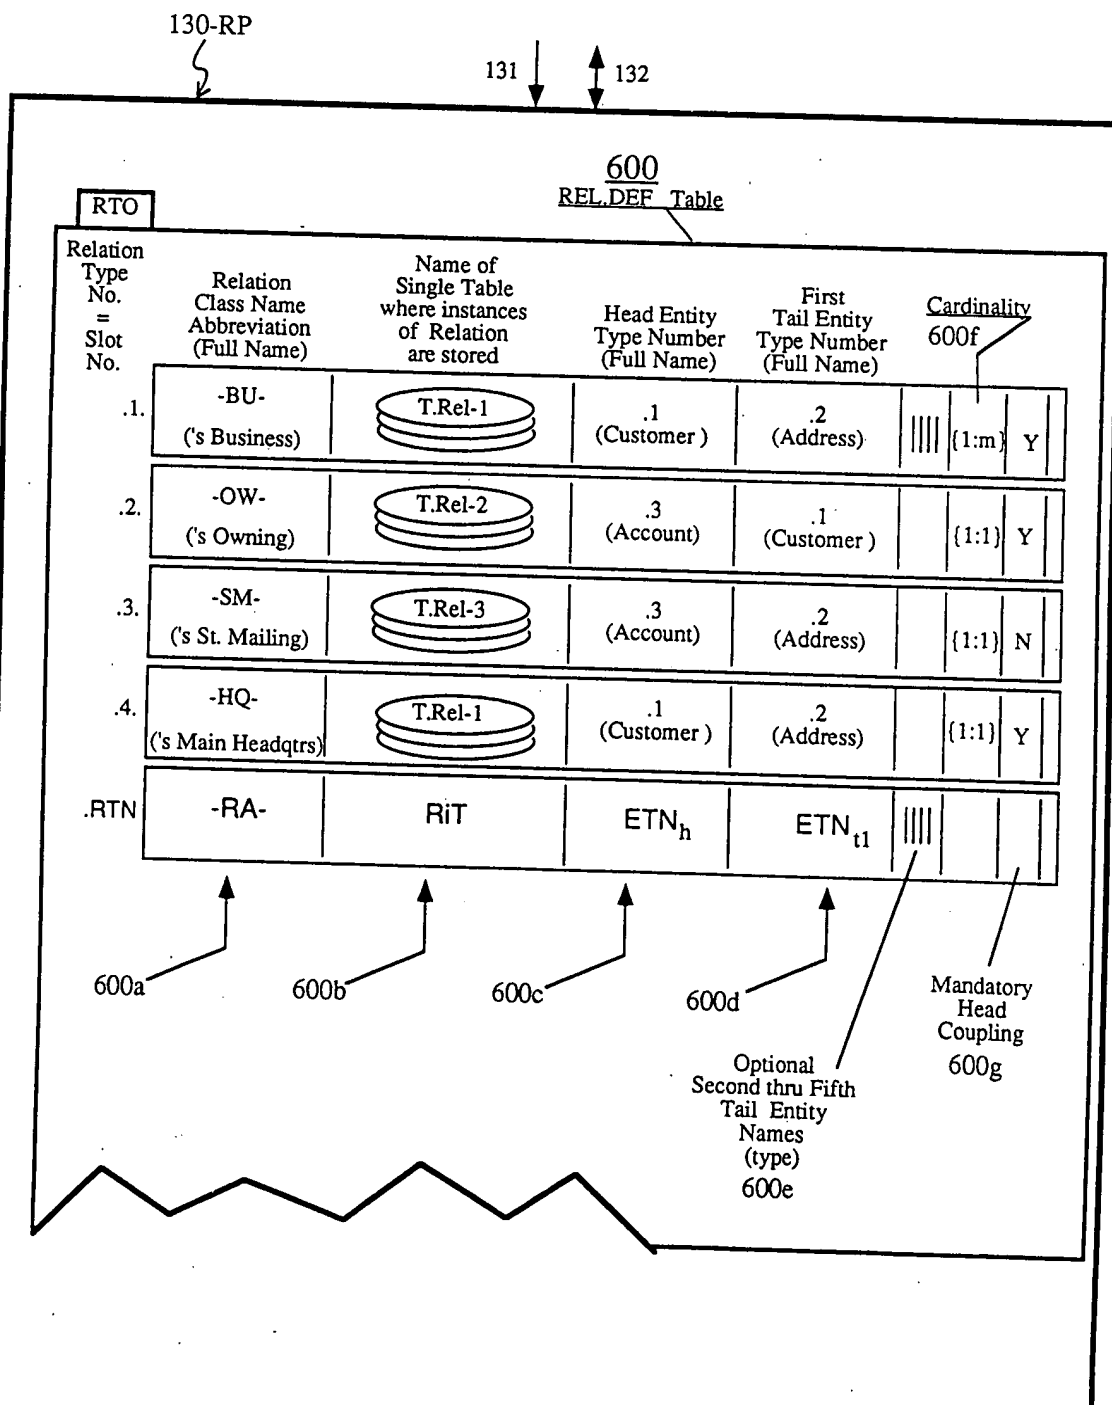 130-RP
131
132
600
REL.DEF Table
RTO
Relation
Type
No.
=
Slot
No.
Relation
Class Name
Abbreviation
(Full Name)
Name of
Single Table
where instances
of Relation
are stored
Head Entity
Type Number
(Full Name)
First
Tail Entity
Type Number
(Full Name)
Cardinality
600f
.1.
-BU-
('s Business)
T.Rel-1
.1
(Customer)
.2
(Address)
{1:m}
Y
.2.
-OW-
('s Owning)
T.Rel-2
.3
(Account)
.1
(Customer)
{1:1}
Y
.3.
-SM-
('s St. Mailing)
T.Rel-3
.3
(Account)
.2
(Address)
{1:1}
N
.4.
-HQ-
('s Main Headqtrs)
T.Rel-1
.1
(Customer)
.2
(Address)
{1:1}
Y
.RTN
-RA-
RiT
ETNh
ETNt1
600a
600b
600c
600d
Optional
Second thru Fifth
Tail Entity
Names
(type)
600e
Mandatory
Head
Coupling
600g